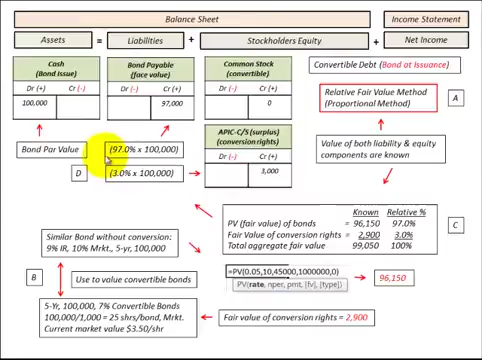 Balance Sheet
Income Statement
Assets
=
Liabilities
+
Stockholders Equity
+
Net Income
Cash
(Bond Issue)
Dr (+)
Cr (-)
100,000
Bond Payable
(face value)
Dr (-)
Cr (+)
97,000
Common Stock
(convertible)
Dr (-)
Cr (+)
0
Convertible Debt (Bond at Issuance)
Relative Fair Value Method
(Proportional Method)
A
APIC-C/S (surplus)
(conversion rights)
Dr (-)
Cr (+)
3,000
Bond Par Value
(97.0% x 100,000)
Value of both liability & equity
components are known
D
(3.0% x 100,000)
Known
Relative %
PV (fair value) of bonds
= 96,150
97.0%
Fair Value of conversion rights =
2,900
3.0%
Total aggregate fair value
99,050
100%
C
Similar Bond without conversion:
9% IR, 10% Mrkt., 5-yr, 100,000
B
Use to value convertible bonds
=PV(0.05,10,45000,1000000,0)
PV(rate, nper, pmt, [fv], [type])
96,150
5-Yr, 100,000, 7% Convertible Bonds
100,000/1,000 = 25 shrs/bond, Mrkt.
Current market value $3.50/shr
Fair value of conversion rights = 2,900